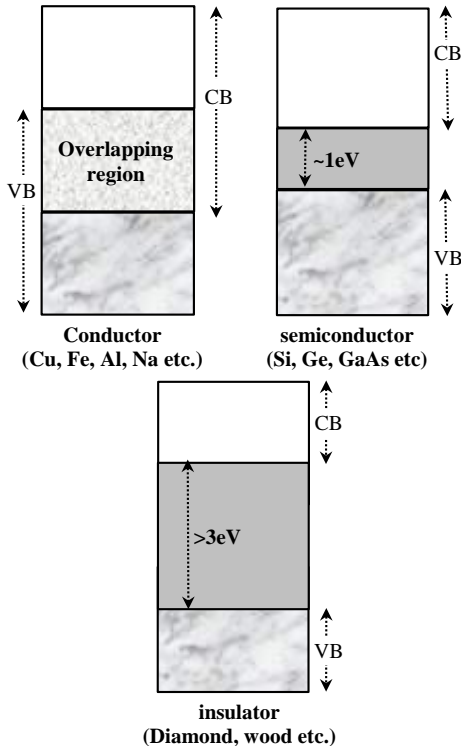 CB
VB
Overlapping
region
Conductor
(Cu, Fe, Al, Na etc.)
CB
~1eV
VB
semiconductor
(Si, Ge, GaAs etc)
CB
>3eV
VB
insulator
(Diamond, wood etc.)